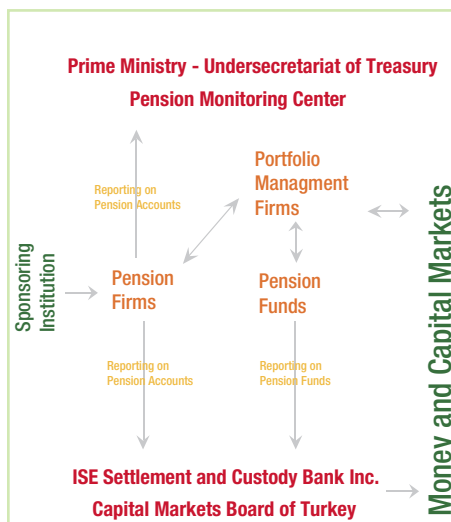 Prime Ministry - Undersecretariat of Treasury
Pension Monitoring Center
Portfolio
Managment
Firms
Reporting on
Pension Accounts
Sponsoring
Institution
Pension
Firms
Pension
Funds
Money and Capital Markets
Reporting on
Pension Accounts
Reporting on
Pension Funds
ISE Settlement and Custody Bank Inc.
Capital Markets Board of Turkey